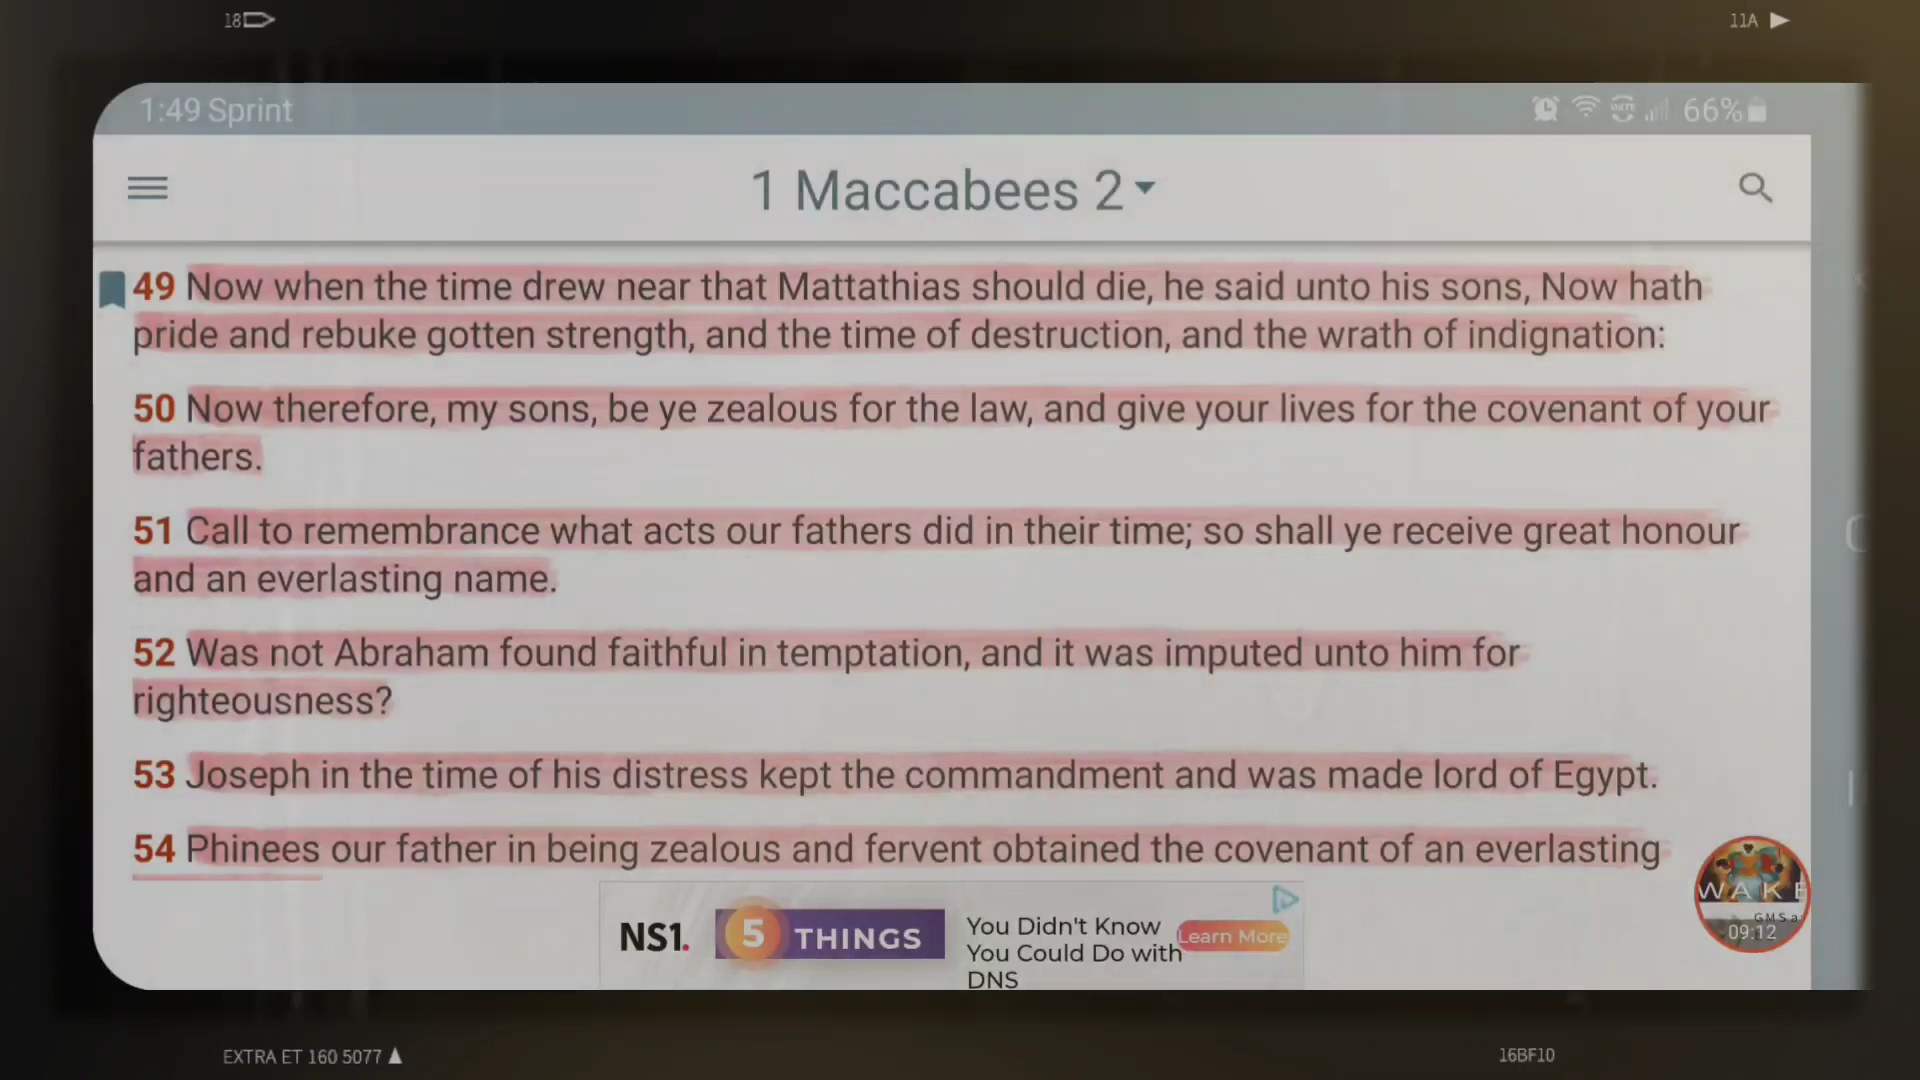 18
11A
1:49 Sprint
66%
1 Maccabees 2
49 Now when the time drew near that Mattathias should die, he said unto his sons, Now hath
pride and rebuke gotten strength, and the time of destruction, and the wrath of indignation:
50 Now therefore, my sons, be ye zealous for the law, and give your lives for the covenant of your
fathers.
51 Call to remembrance what acts our fathers did in their time; so shall ye receive great honour
and an everlasting name.
52 Was not Abraham found faithful in temptation, and it was imputed unto him for
righteousness?
53 Joseph in the time of his distress kept the commandment and was made lord of Egypt.
54 Phinees our father in being zealous and fervent obtained the covenant of an everlasting
NS1.
5 THINGS
You Didn't Know
You Could Do with
DNS
Learn More
WAKE
GMS a
09:12
EXTRA ET 160 5077
16BF10